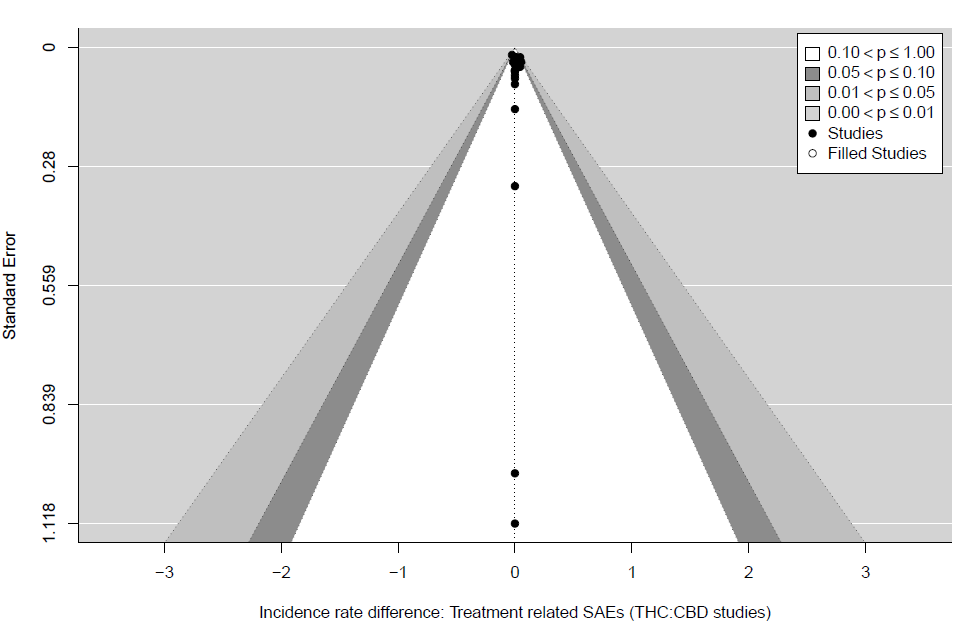 0.10 < p ≤ 1.00
0.05 < p ≤ 0.10
0.01 < p ≤ 0.05
0.00 < p ≤ 0.01
Studies
Filled Studies
Standard Error
0
0.28
0.559
0.839
1.118
−3 −2 −1 0 1 2 3
Incidence rate difference: Treatment related SAEs (THC:CBD studies)